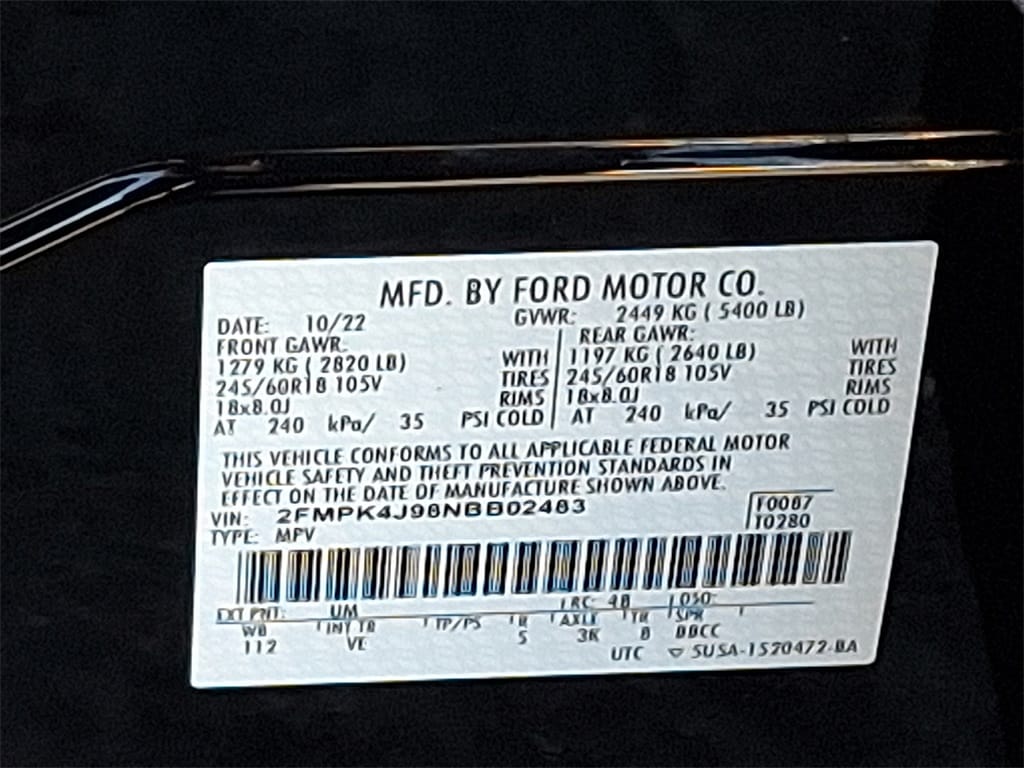 MFD. BY FORD MOTOR CO.
DATE: 10/22 GVWR: 2449 KG ( 5400 LB)
FRONT GAWR: REAR GAWR:
1279 KG ( 2820 LB) WITH 1197 KG ( 2640 LB) WITH
245/60R18 105V TIRES 245/60R18 105V TIRES
18x8.0J RIMS 18x8.0J RIMS
AT 240 kPa/ 35 PSI COLD AT 240 kPa/ 35 PSI COLD
THIS VEHICLE CONFORMS TO ALL APPLICABLE FEDERAL MOTOR
VEHICLE SAFETY AND THEFT PREVENTION STANDARDS IN
EFFECT ON THE DATE OF MANUFACTURE SHOWN ABOVE.
VIN: 2FMPK4J98NBB02483 F0087
TYPE: MPV T0280
EXT PNT: UM RC: 48 DSO:
WB INT TR TP/PS R AXLE TR SPR
112 VE 5 3K BBCC
UTC ▽ 5USA-1520472-BA